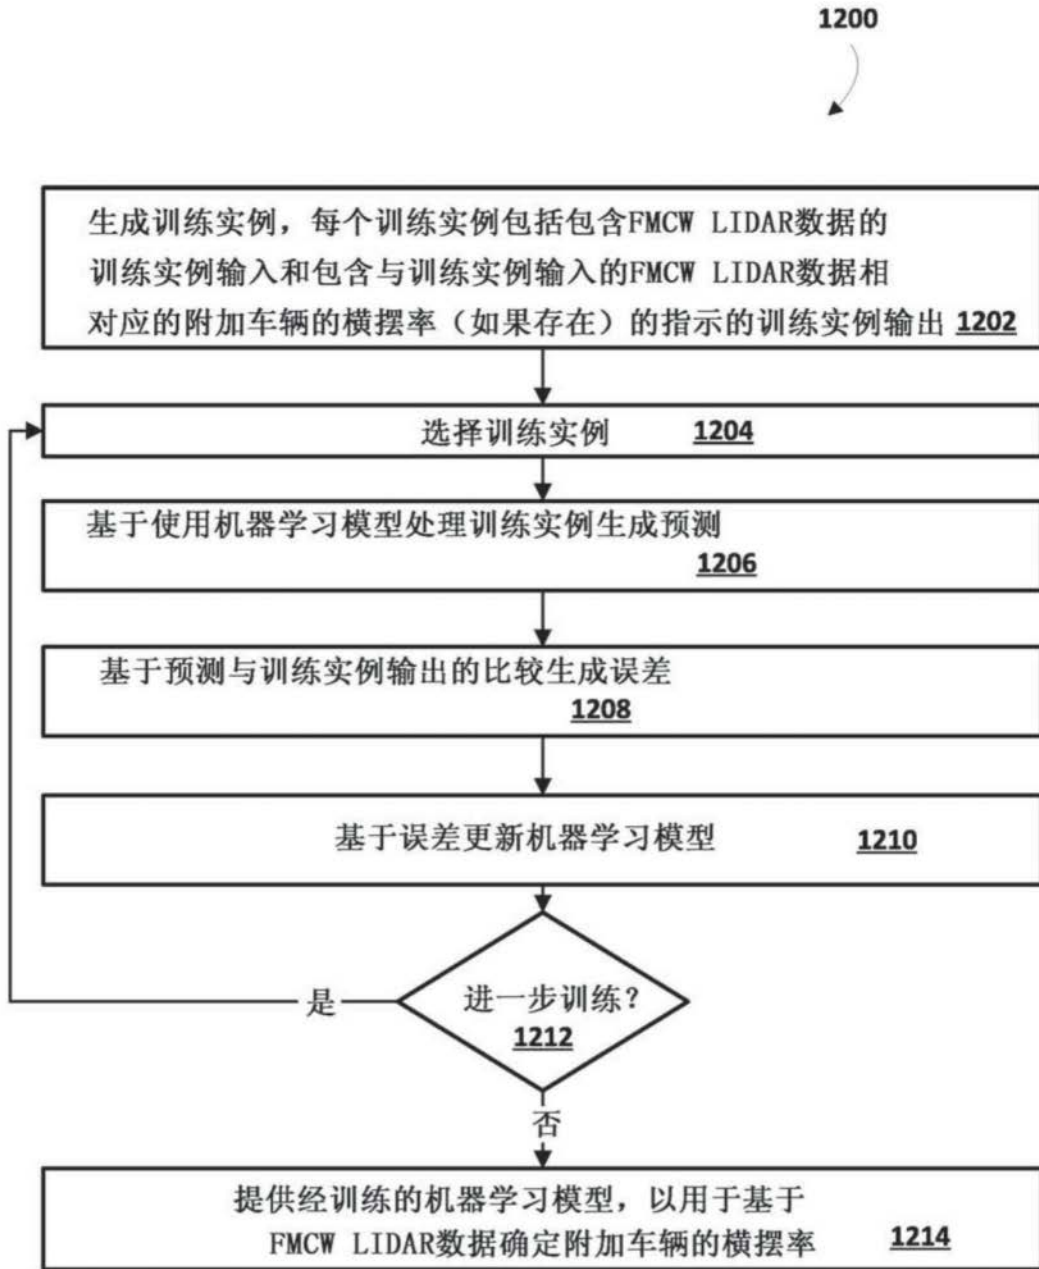 1200
生成训练实例，每个训练实例包括包含FMCW LIDAR数据的
训练实例输入和包含与训练实例输入的FMCW LIDAR数据相
对应的附加车辆的横摆率（如果存在）的指示的训练实例输出 1202
选择训练实例 1204
基于使用机器学习模型处理训练实例生成预测
1206
基于预测与训练实例输出的比较生成误差
1208
基于误差更新机器学习模型 1210
进一步训练？
是
1212
否
提供经训练的机器学习模型，以用于基于
FMCW LIDAR数据确定附加车辆的横摆率 1214